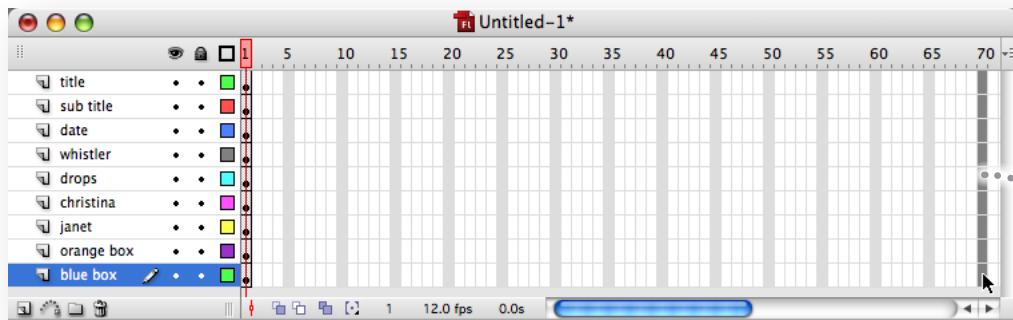 Fl Untitled-1*
1 5 10 15 20 25 30 35 40 45 50 55 60 65 70
title
sub title
date
whistler
drops
christina
janet
orange box
blue box
1 12.0 fps 0.0s